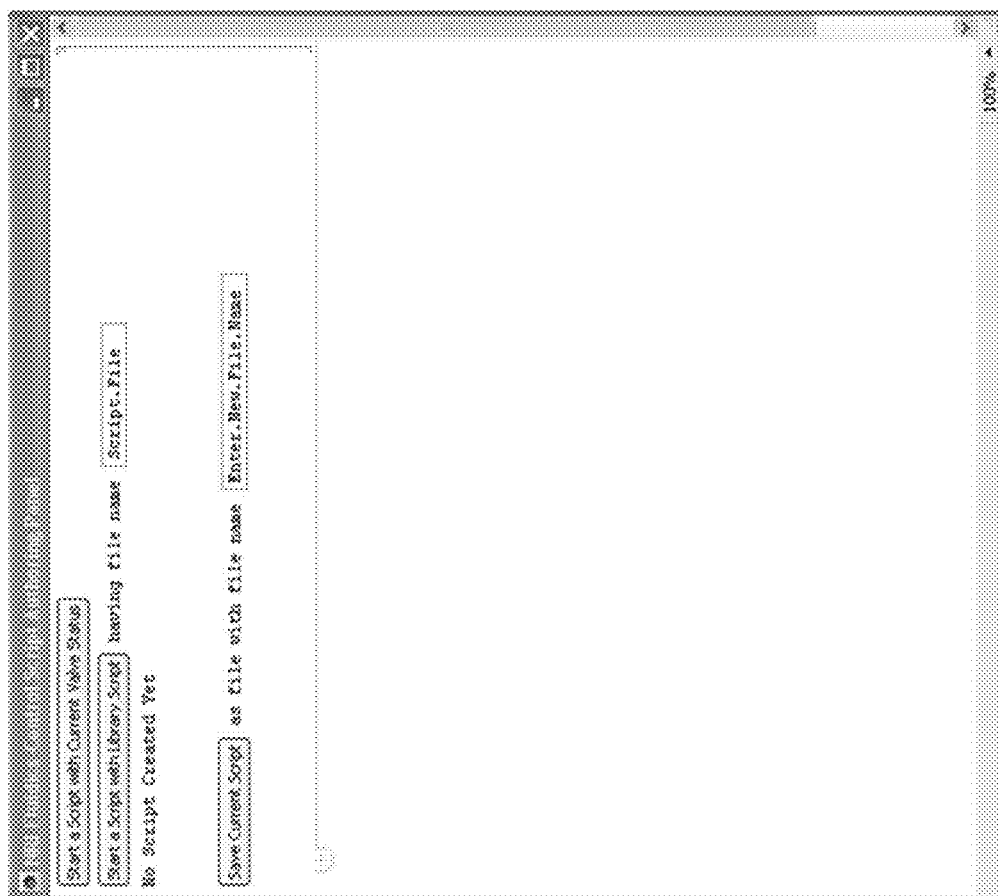 Start a Script with Current Valve Status
Start a Script with Library Script having file name Script.File
No Script Created Yet
Save Current Script as file with file name Enter.New.File.Name
100%